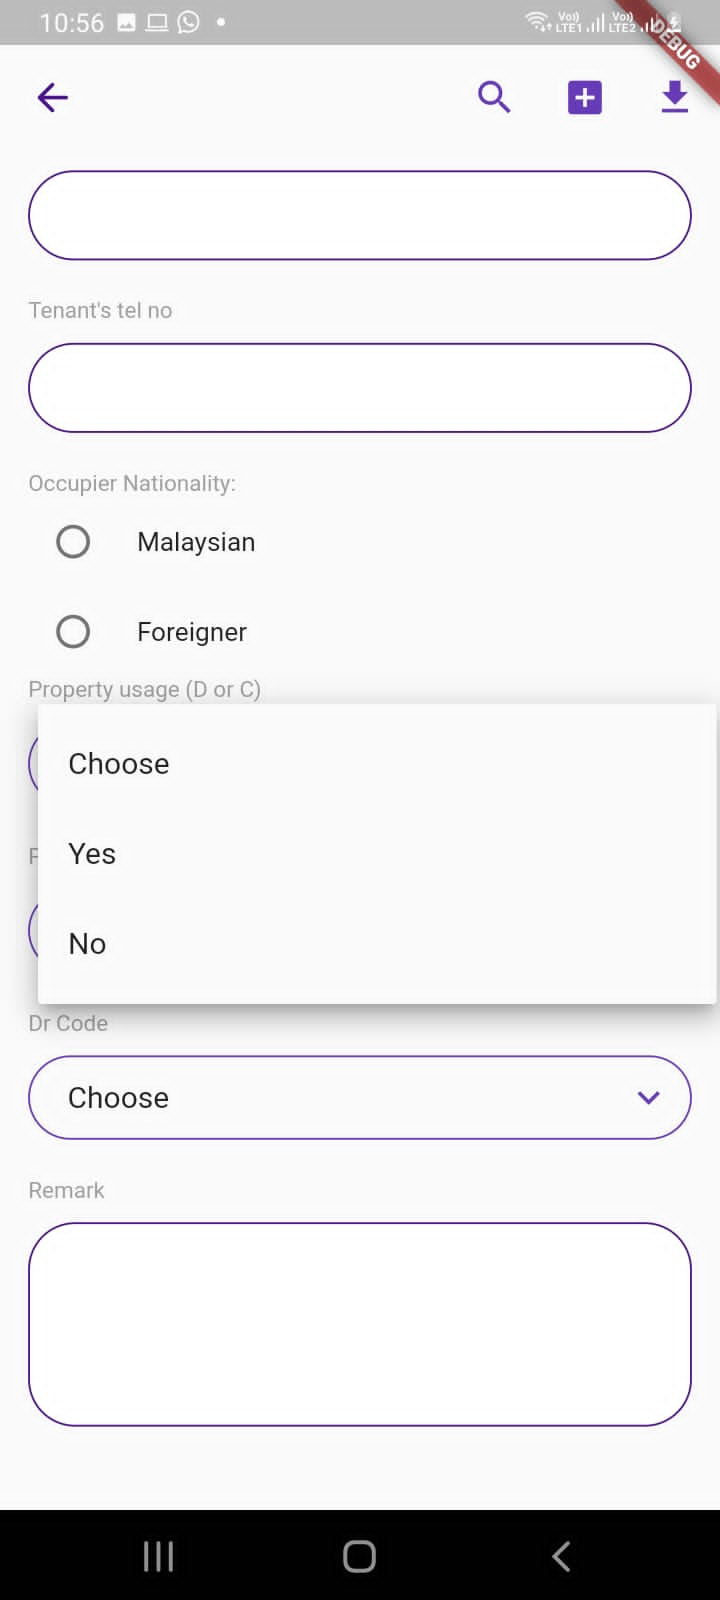 10:56
Vo) LTE1 Vo) LTE2
DEBUG
Tenant's tel no
Occupier Nationality:
Malaysian
Foreigner
Property usage (D or C)
Choose
Yes
No
Dr Code
Choose
Remark